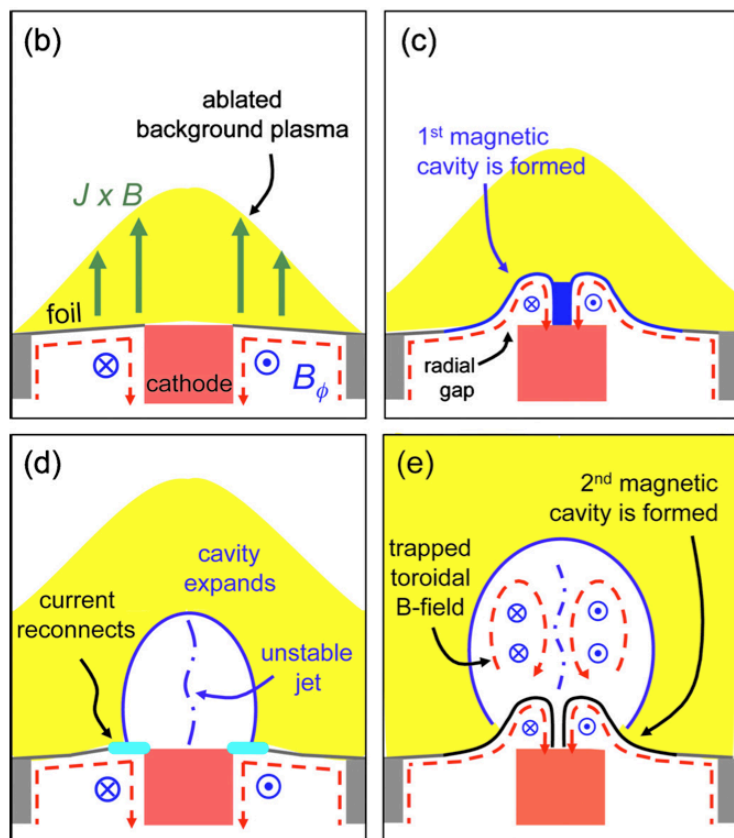 (b)
ablated
background plasma
J x B
foil
cathode
⊗
⊙
Bϕ
(c)
1st magnetic
cavity is formed
⊗
⊙
radial
gap
(d)
cavity
expands
current
reconnects
unstable
jet
⊗
⊙
(e)
2nd magnetic
cavity is formed
trapped
toroidal
B-field
⊗
⊙
⊗
⊙
⊗
⊙